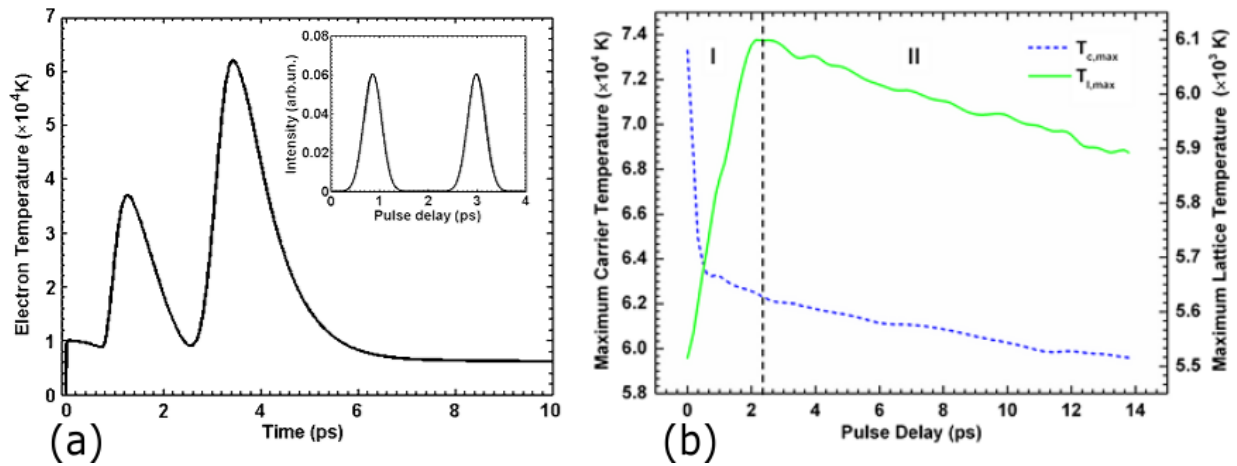 Electron Temperature (×10⁴K)
7
6
5
4
3
2
1
0
0 2 4 6 8 10
Time (ps)
(a)
Intensity (arb.un.)
0.08
0.06
0.04
0.02
0
0 1 2 3 4
Pulse delay (ps)
Maximum Carrier Temperature (×10⁴ K)
7.4
7.2
7.0
6.8
6.6
6.4
6.2
6.0
5.8
I
II
T_c,max
T_l,max
6.1
6.0
5.9
5.8
5.7
5.6
5.5
Maximum Lattice Temperature (×10³ K)
0 2 4 6 8 10 12 14
Pulse Delay (ps)
(b)